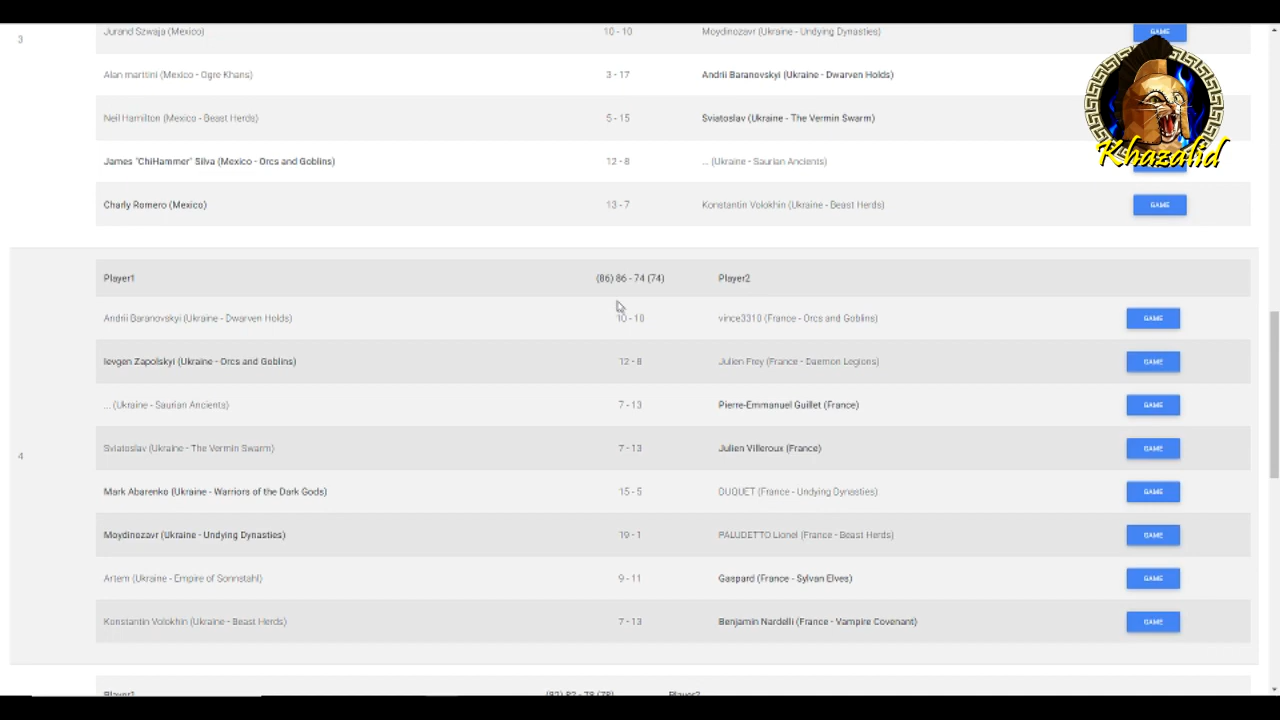 Jurand Szwaja (Mexico) 10 - 10 Moydinozavr (Ukraine - Undying Dynasties) GAME
3
Alan martini (Mexico - Ogre Khans) 3 - 17 Andrii Baranovskyi (Ukraine - Dwarven Holds)
Neil Hamilton (Mexico - Beast Herds) 5 - 15 Sviatoslav (Ukraine - The Vermin Swarm)
James "ChiHammer" Silva (Mexico - Orcs and Goblins) 12 - 8 ... (Ukraine - Saurian Ancients)
Khazalid
Charly Romero (Mexico) 13 - 7 Konstantin Volokhin (Ukraine - Beast Herds) GAME
Player1 (86) 86 - 74 (74) Player2
Andrii Baranovskyi (Ukraine - Dwarven Holds) 10 - 10 vince3310 (France - Orcs and Goblins) GAME
Ievgen Zapolskyi (Ukraine - Orcs and Goblins) 12 - 8 Julien Frey (France - Daemon Legions) GAME
... (Ukraine - Saurian Ancients) 7 - 13 Pierre-Emmanuel Guillet (France) GAME
Sviatoslav (Ukraine - The Vermin Swarm) 7 - 13 Julien Villeroux (France) GAME
4
Mark Abarenko (Ukraine - Warriors of the Dark Gods) 15 - 5 DUQUET (France - Undying Dynasties) GAME
Moydinozavr (Ukraine - Undying Dynasties) 19 - 1 PALUDETTO Lionel (France - Beast Herds) GAME
Artem (Ukraine - Empire of Sonnstahl) 9 - 11 Gaspard (France - Sylvan Elves) GAME
Konstantin Volokhin (Ukraine - Beast Herds) 7 - 13 Benjamin Nardelli (France - Vampire Covenant) GAME
Player1 (82) 82 - 78 (78) Player2